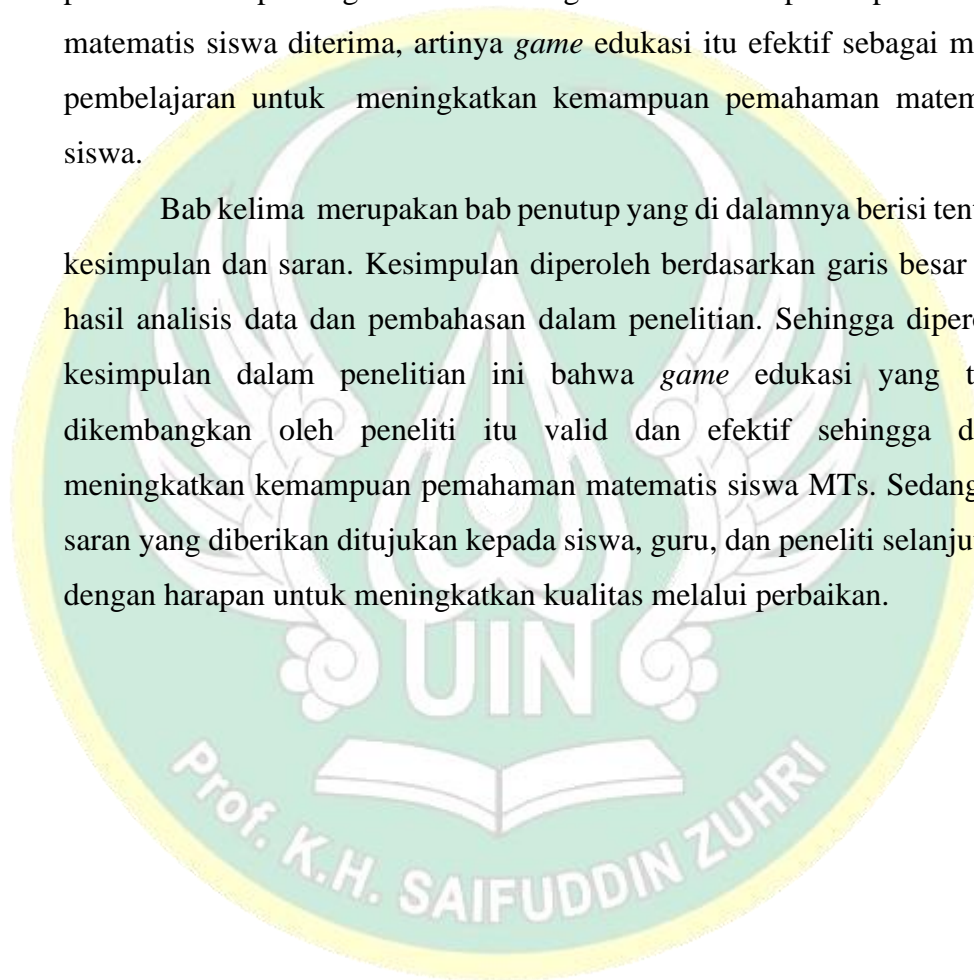 matematis siswa diterima, artinya game edukasi itu efektif sebagai m
pembelajaran untuk meningkatkan kemampuan pemahaman matem
siswa.
Bab kelima merupakan bab penutup yang di dalamnya berisi ten
kesimpulan dan saran. Kesimpulan diperoleh berdasarkan garis besar
hasil analisis data dan pembahasan dalam penelitian. Sehingga diper
kesimpulan dalam penelitian ini bahwa game edukasi yang t
dikembangkan oleh peneliti itu valid dan efektif sehingga d
meningkatkan kemampuan pemahaman matematis siswa MTs. Sedang
saran yang diberikan ditujukan kepada siswa, guru, dan peneliti selanju
dengan harapan untuk meningkatkan kualitas melalui perbaikan.
UIN
Prof. K.H. SAIFUDDIN ZUHRI